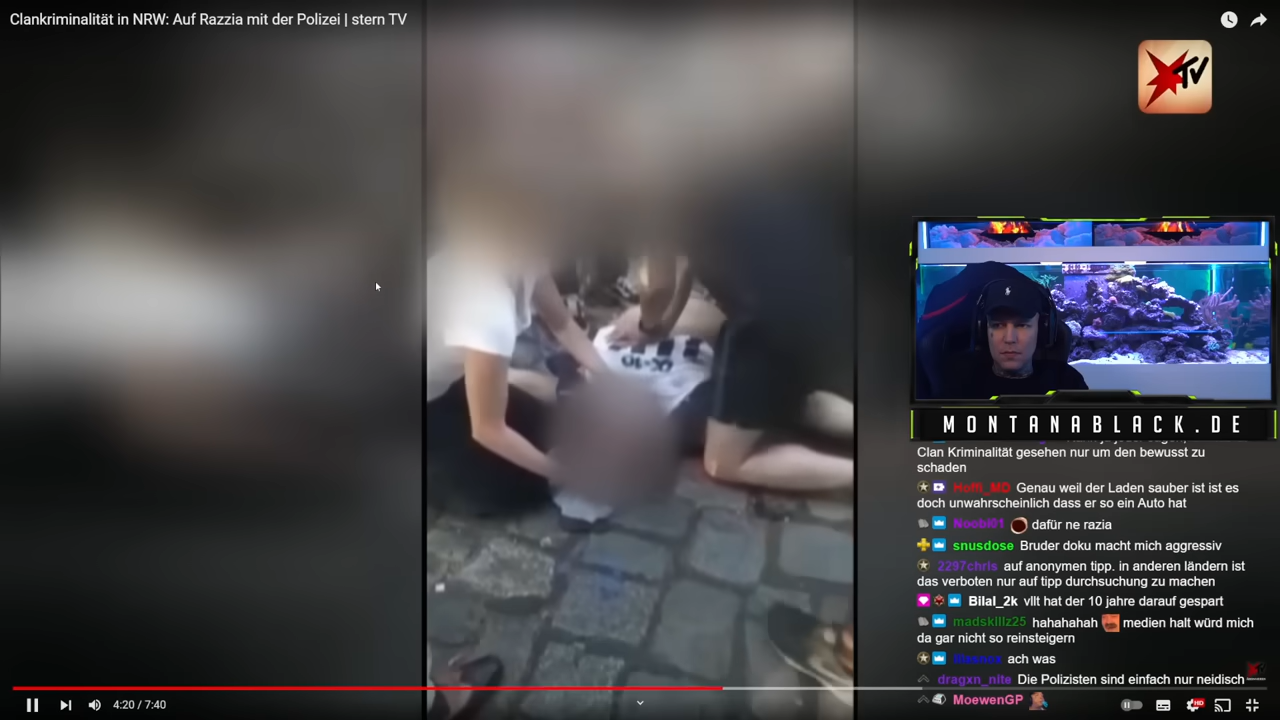 Clankriminalität in NRW: Auf Razzia mit der Polizei | stern TV
TV
MONTANABLACK.DE
Clan Kriminalität gesehen nur um den bewusst zu
schaden
Huffi_MO Genau weil der Laden sauber ist ist es
doch unwahrscheinlich dass er so ein Auto hat
Noobi01 dafür ne razia
snusdose Bruder doku macht mich aggressiv
2297chris auf anonymen tipp. in anderen ländern ist
das verboten nur auf tipp durchsuchung zu machen
Bilal_2k vllt hat der 10 jahre darauf gespart
madskillz25 hahahahah medien halt würd mich
da gar nicht so reinsteigern
ach was
dragxn_nite Die Polizisten sind einfach nur neidisch
MoewenGP
4:20 / 7:40
HD